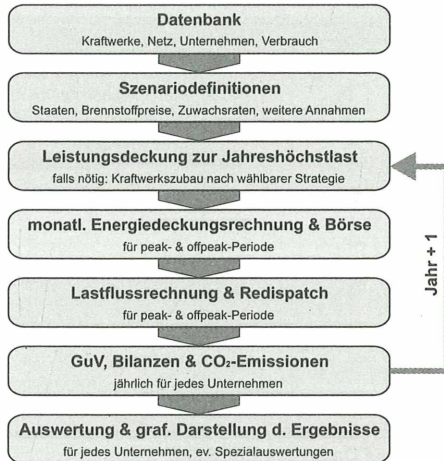 Datenbank
Kraftwerke, Netz, Unternehmen, Verbrauch
Szenariodefinitionen
Staaten, Brennstoffpreise, Zuwachsraten, weitere Annahmen
Leistungsdeckung zur Jahreshöchstlast
falls nötig: Kraftwerkszubau nach wählbarer Strategie
monatl. Energiedeckungsrechnung & Börse
für peak- & offpeak-Periode
Lastflussrechnung & Redispatch
für peak- & offpeak-Periode
GuV, Bilanzen & CO₂-Emissionen
jährlich für jedes Unternehmen
Auswertung & graf. Darstellung d. Ergebnisse
für jedes Unternehmen, ev. Spezialauswertungen
Jahr + 1